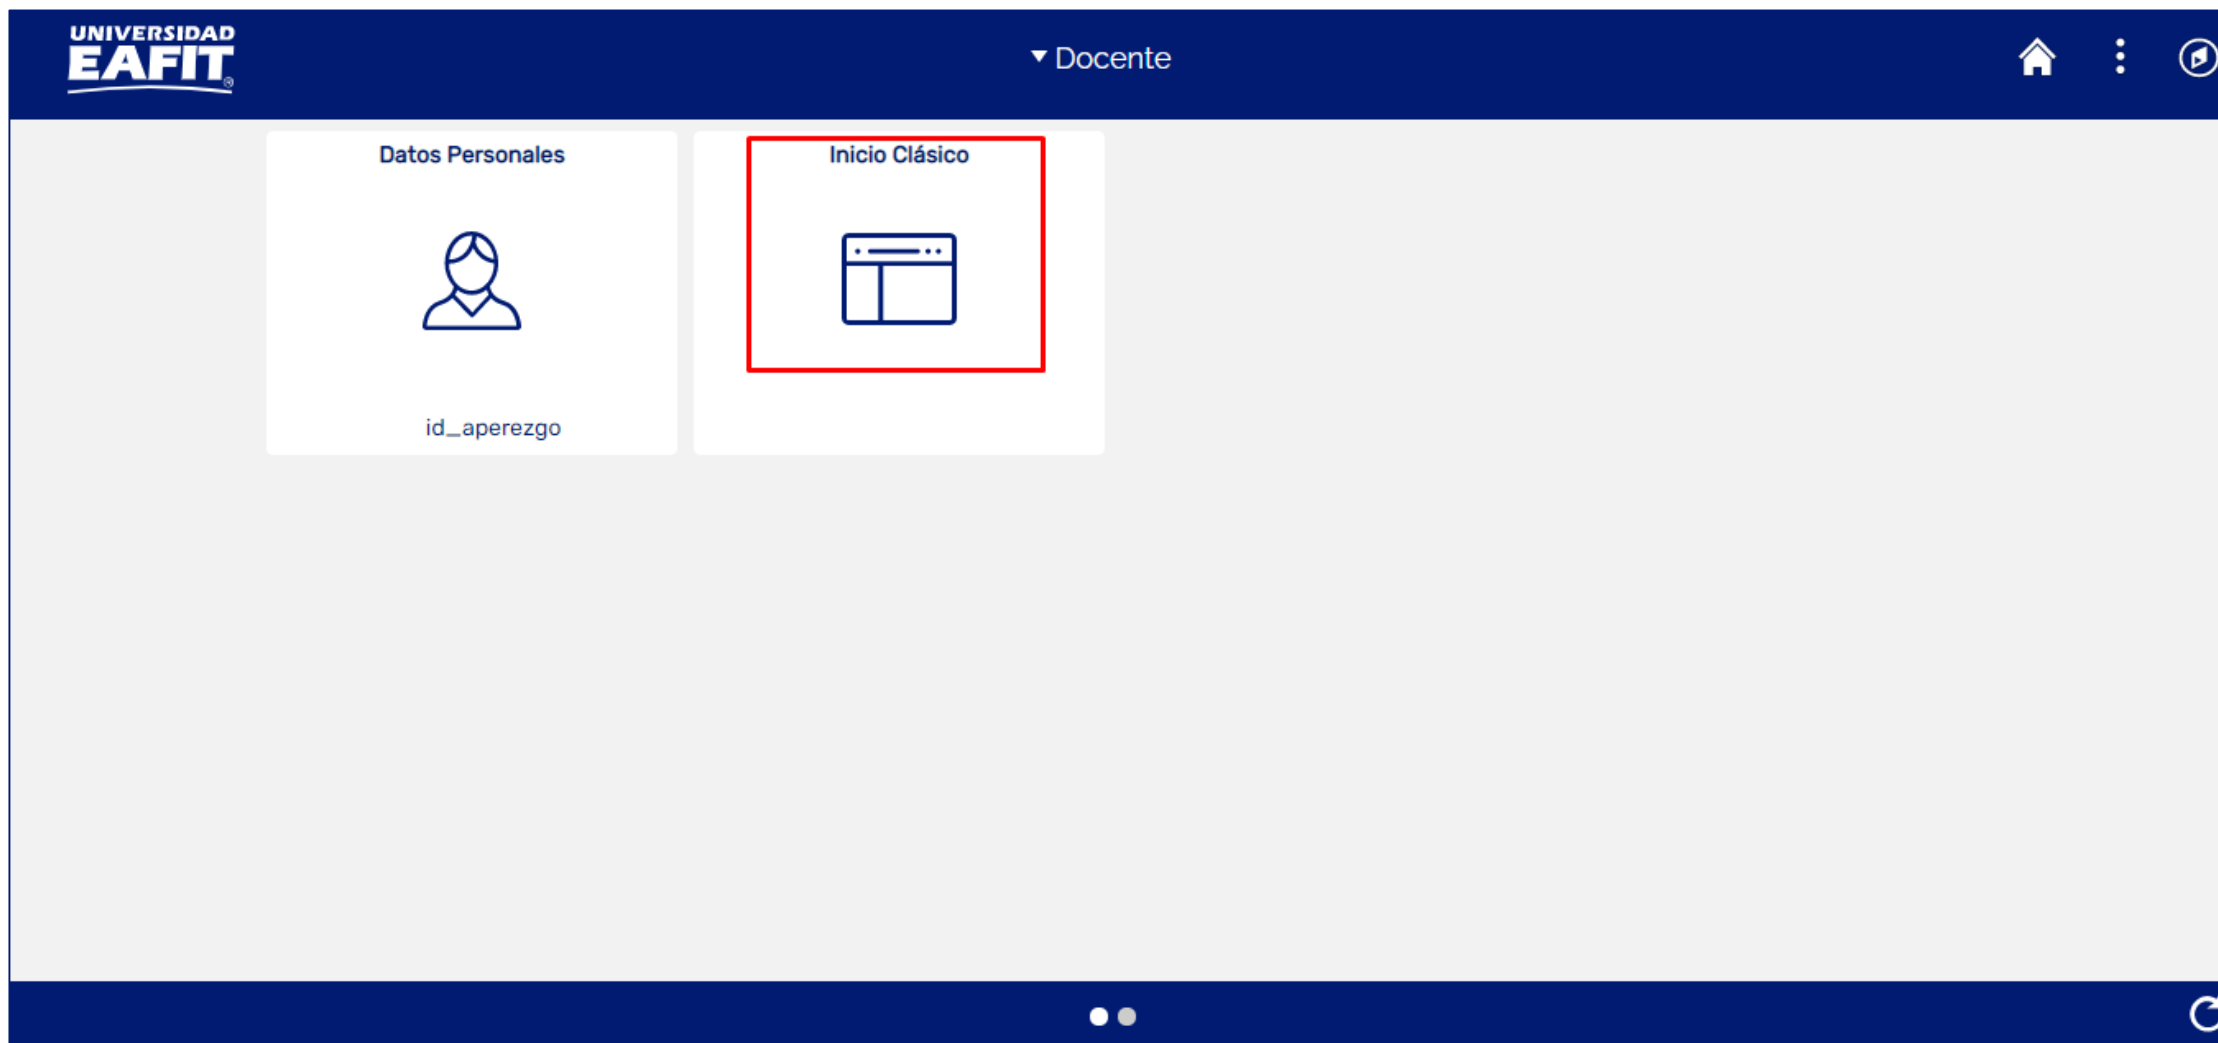 UNIVERSIDAD
EAFIT®
Docente
Datos Personales
Inicio Clásico
id_aperezgo